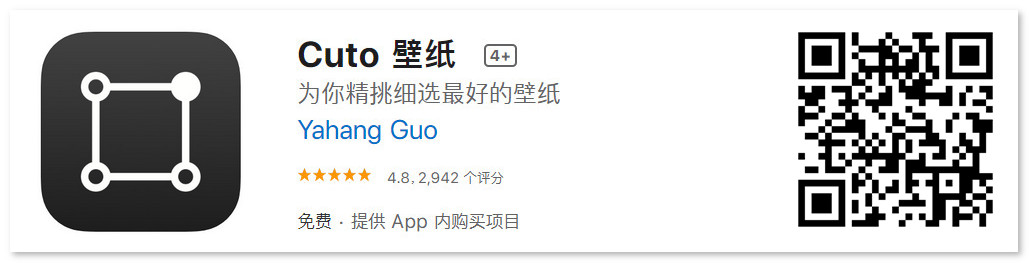 Cuto 壁纸 4+
为你精挑细选最好的壁纸
Yahang Guo
★★★★★ 4.8，2,942 个评分
免费 · 提供 App 内购买项目